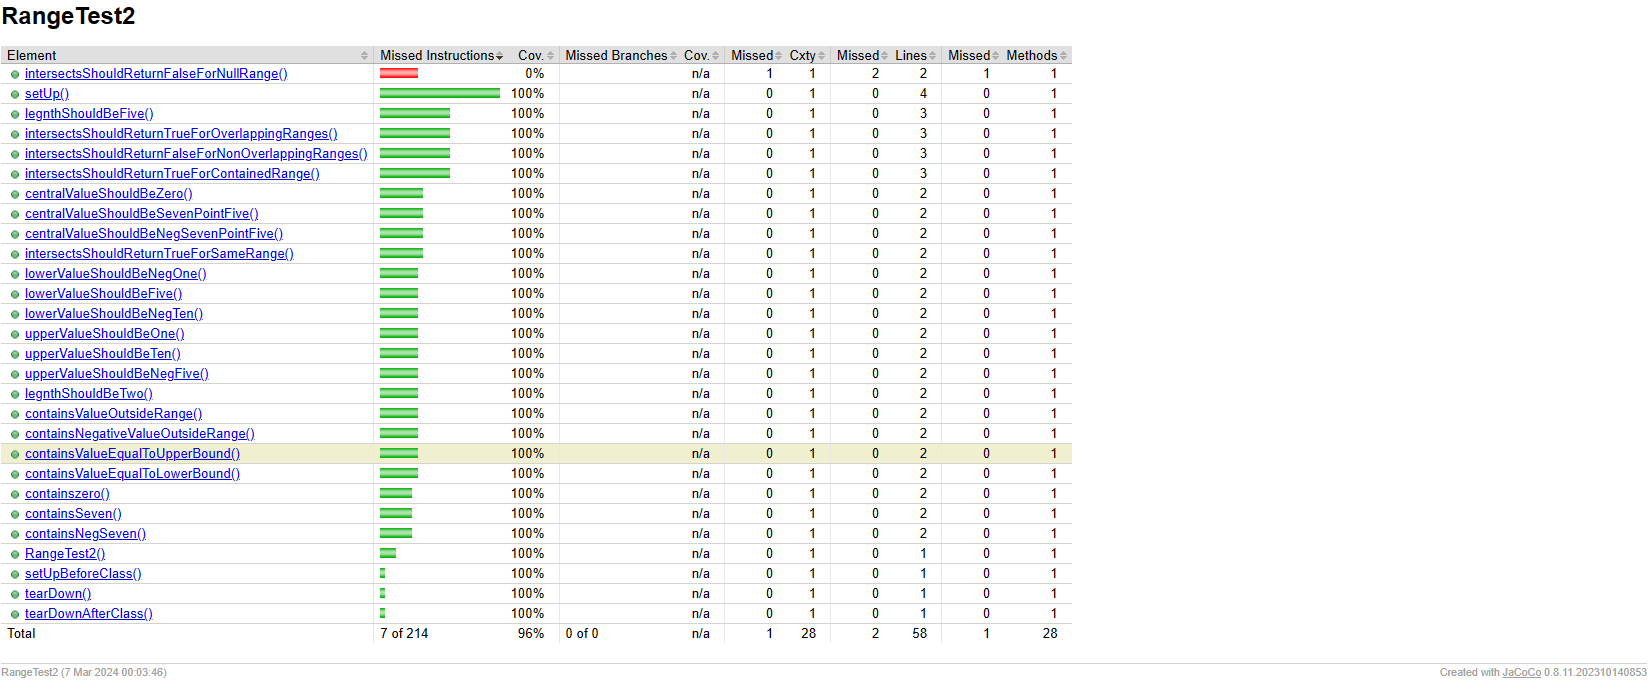 RangeTest2
Element Missed Instructions Cov. Missed Branches Cov. Missed Cxty Missed Lines Missed Methods
intersectsShouldReturnFalseForNullRange() 0% n/a 1 1 2 2 1 1
setUp() 100% n/a 0 1 0 4 0 1
legnthShouldBeFive() 100% n/a 0 1 0 3 0 1
intersectsShouldReturnTrueForOverlappingRanges() 100% n/a 0 1 0 3 0 1
intersectsShouldReturnFalseForNonOverlappingRanges() 100% n/a 0 1 0 3 0 1
intersectsShouldReturnTrueForContainedRange() 100% n/a 0 1 0 3 0 1
centralValueShouldBeZero() 100% n/a 0 1 0 2 0 1
centralValueShouldBeSevenPointFive() 100% n/a 0 1 0 2 0 1
centralValueShouldBeNegSevenPointFive() 100% n/a 0 1 0 2 0 1
intersectsShouldReturnTrueForSameRange() 100% n/a 0 1 0 2 0 1
lowerValueShouldBeNegOne() 100% n/a 0 1 0 2 0 1
lowerValueShouldBeFive() 100% n/a 0 1 0 2 0 1
lowerValueShouldBeNegTen() 100% n/a 0 1 0 2 0 1
upperValueShouldBeOne() 100% n/a 0 1 0 2 0 1
upperValueShouldBeTen() 100% n/a 0 1 0 2 0 1
upperValueShouldBeNegFive() 100% n/a 0 1 0 2 0 1
legnthShouldBeTwo() 100% n/a 0 1 0 2 0 1
containsValueOutsideRange() 100% n/a 0 1 0 2 0 1
containsNegativeValueOutsideRange() 100% n/a 0 1 0 2 0 1
containsValueEqualToUpperBound() 100% n/a 0 1 0 2 0 1
containsValueEqualToLowerBound() 100% n/a 0 1 0 2 0 1
containszero() 100% n/a 0 1 0 2 0 1
containsSeven() 100% n/a 0 1 0 2 0 1
containsNegSeven() 100% n/a 0 1 0 2 0 1
RangeTest2() 100% n/a 0 1 0 1 0 1
setUpBeforeClass() 100% n/a 0 1 0 1 0 1
tearDown() 100% n/a 0 1 0 1 0 1
tearDownAfterClass() 100% n/a 0 1 0 1 0 1
Total 7 of 214 96% 0 of 0 n/a 1 28 2 58 1 28
RangeTest2 (7 Mar 2024 00:03:46) Created with JaCoCo 0.8.11.202310140853